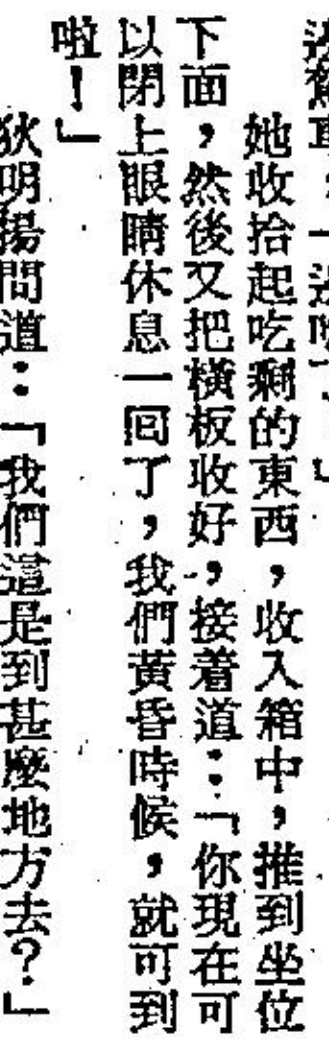 她收拾起吃剩的東西，收入箱中，推到坐位
下面，然後又把橫板收好，接着道：「你現在可
以閉上眼睛休息一囘了，我們黃昏時候，就可到
啦！」
狄明揚問道：「我們這是到甚麼地方去？」